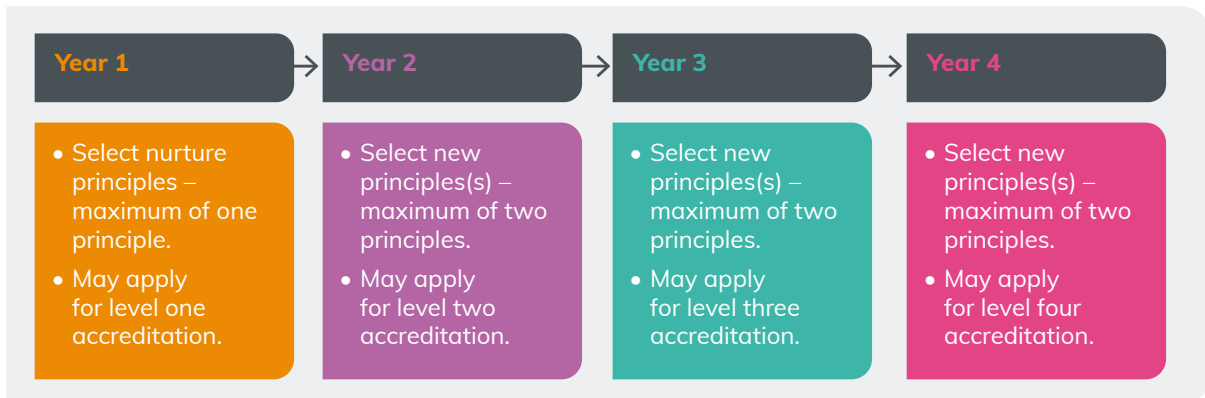 Year 1
Year 2
Year 3
Year 4
• Select nurture
principles –
maximum of one
principle.
• May apply
for level one
accreditation.
• Select new
principles(s) –
maximum of two
principles.
• May apply
for level two
accreditation.
• Select new
principles(s) –
maximum of two
principles.
• May apply
for level three
accreditation.
• Select new
principles(s) –
maximum of two
principles.
• May apply
for level four
accreditation.